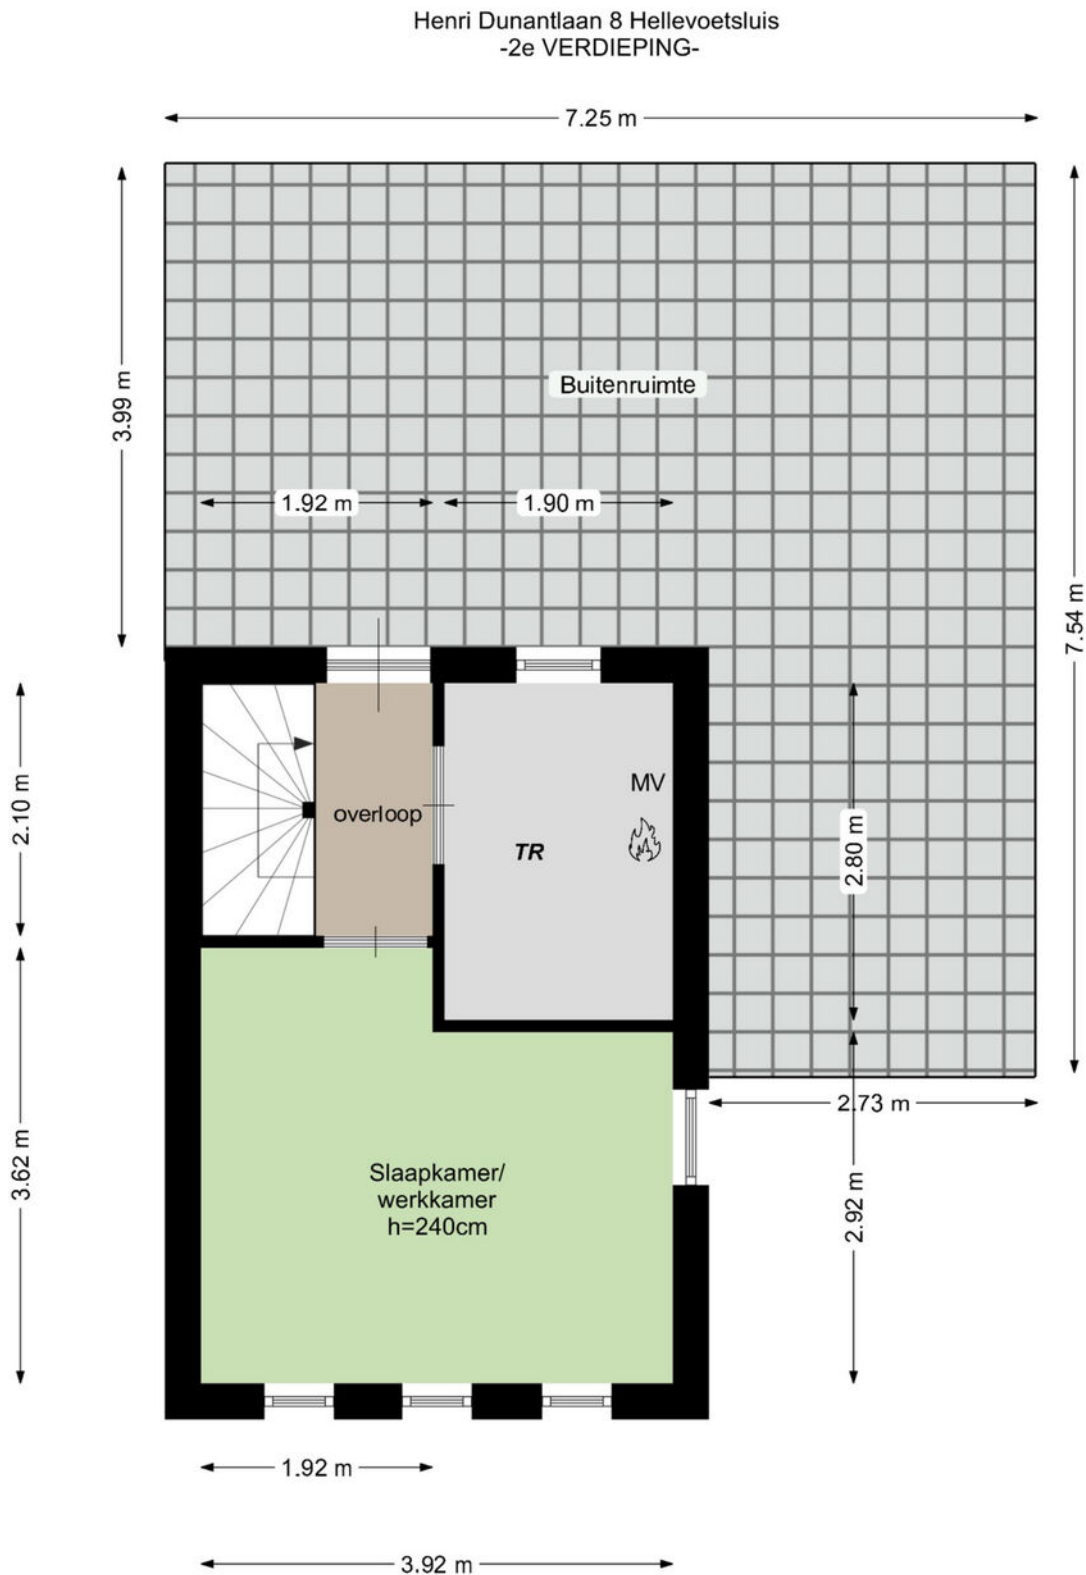 Henri Dunantlaan 8 Hellevoetsluis
-2e VERDIEPING-
7.25 m
3.99 m
Buitenruimte
1.92 m
1.90 m
7.54 m
2.10 m
overloop
MV
TR
2.80 m
2.73 m
3.62 m
Slaapkamer/
werkkamer
h=240cm
2.92 m
1.92 m
3.92 m